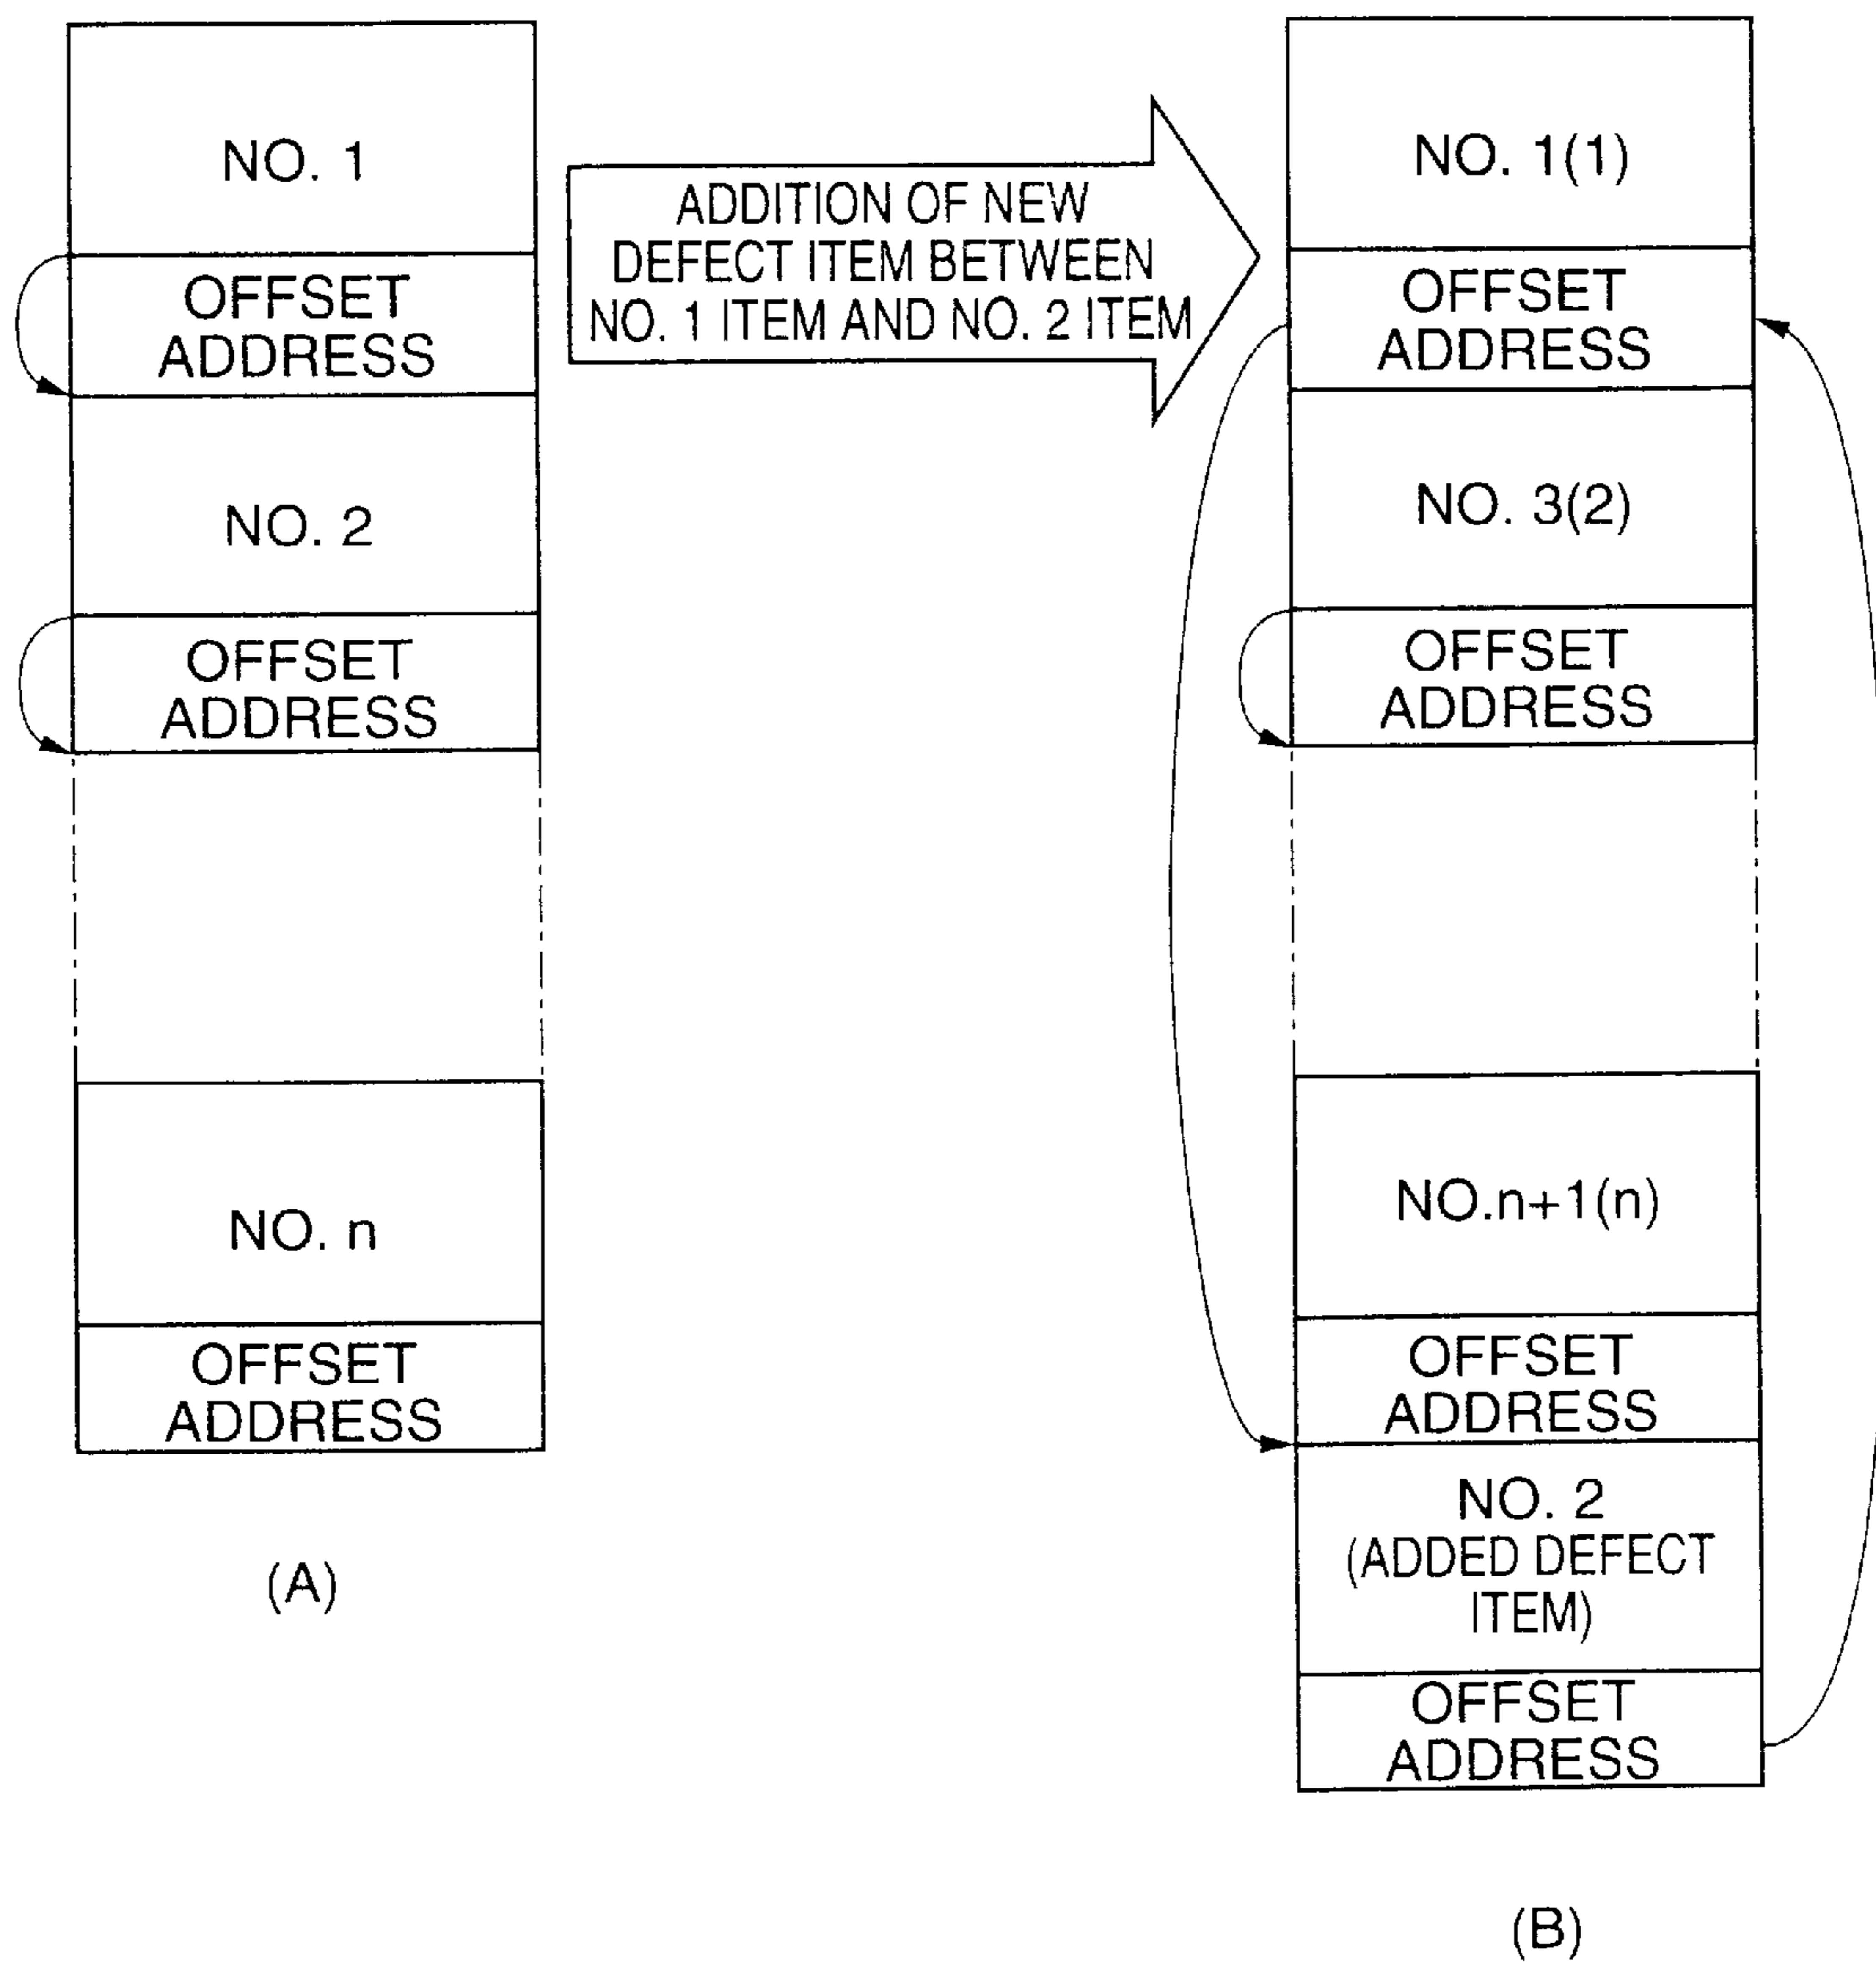 NO. 1
OFFSET
ADDRESS
NO. 2
OFFSET
ADDRESS
NO. n
OFFSET
ADDRESS
(A)
ADDITION OF NEW
DEFECT ITEM BETWEEN
NO. 1 ITEM AND NO. 2 ITEM
NO. 1(1)
OFFSET
ADDRESS
NO. 3(2)
OFFSET
ADDRESS
NO.n+1(n)
OFFSET
ADDRESS
NO. 2
(ADDED DEFECT
ITEM)
OFFSET
ADDRESS
(B)